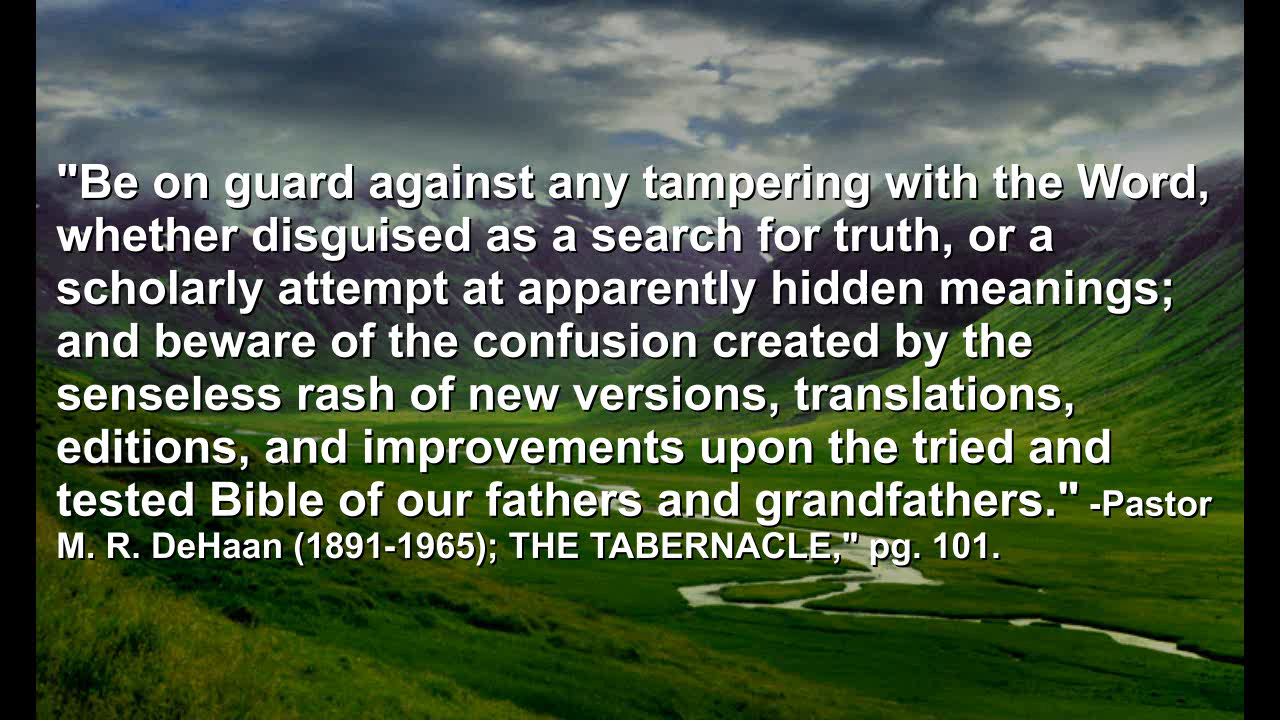 "Be on guard against any tampering with the Word,
whether disguised as a search for truth, or a
scholarly attempt at apparently hidden meanings;
and beware of the confusion created by the
senseless rash of new versions, translations,
editions, and improvements upon the tried and
tested Bible of our fathers and grandfathers." -Pastor
M. R. DeHaan (1891-1965); THE TABERNACLE," pg. 101.